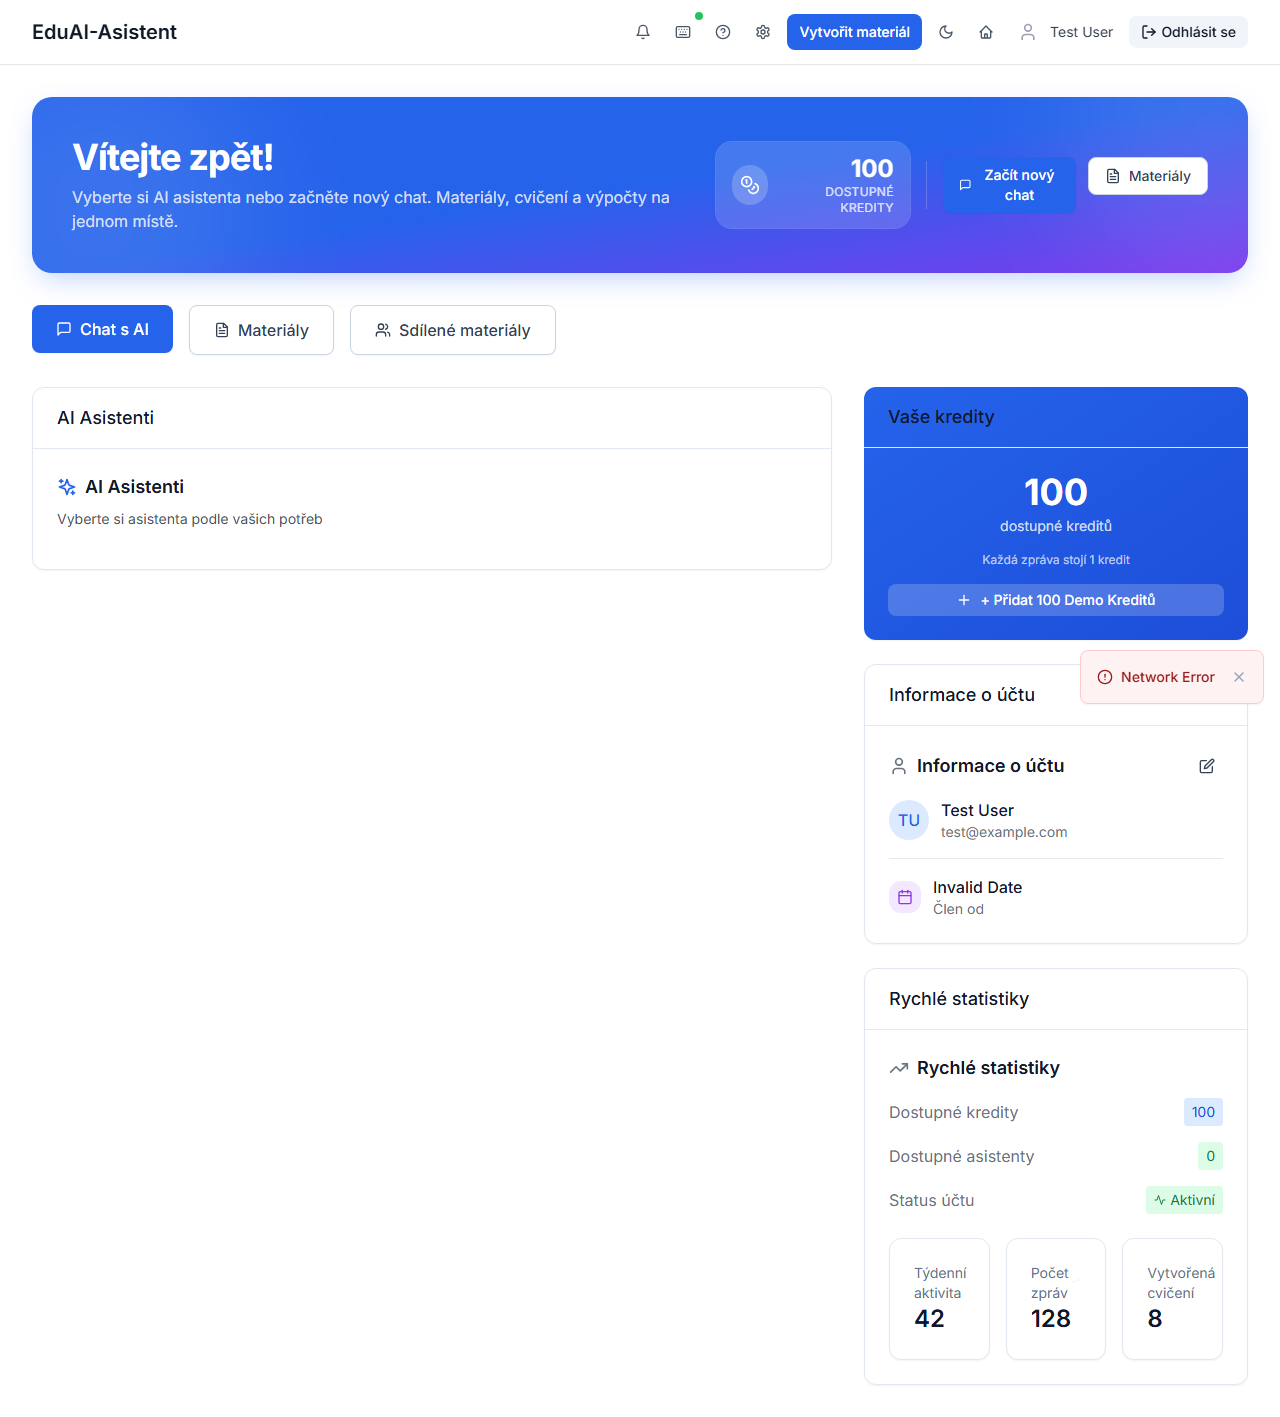 EduAI-Asistent
Vytvořit materiál
Test User
Odhlásit se
Vítejte zpět!
Vyberte si AI asistenta nebo začněte nový chat. Materiály, cvičení a výpočty na
jednom místě.
100
DOSTUPNÉ
KREDITY
Začít nový
chat
Materiály
Chat s AI
Materiály
Sdílené materiály
AI Asistenti
AI Asistenti
Vyberte si asistenta podle vašich potřeb
Vaše kredity
100
dostupné kreditů
Každá zpráva stojí 1 kredit
+ Přidat 100 Demo Kreditů
Network Error
Informace o účtu
Informace o účtu
TU
Test User
test@example.com
Invalid Date
Člen od
Rychlé statistiky
Rychlé statistiky
Dostupné kredity
100
Dostupné asistenty
0
Status účtu
Aktivní
Týdenní
aktivita
42
Počet
zpráv
128
Vytvořená
cvičení
8